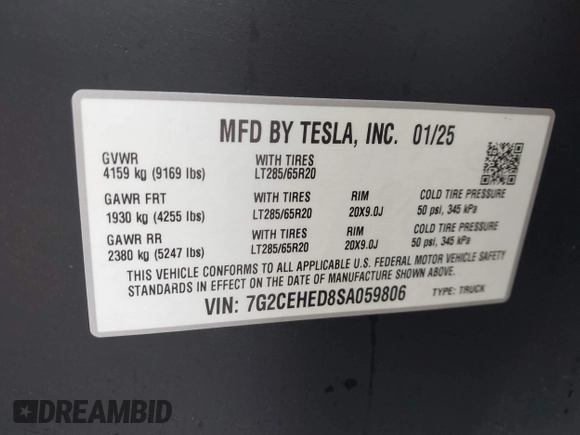 MFD BY TESLA, INC. 01/25
GVWR WITH TIRES
4159 kg (9169 lbs) LT285/65R20
GAWR FRT WITH TIRES RIM COLD TIRE PRESSURE
1930 kg (4255 lbs) LT285/65R20 20X9.0J 50 psi, 345 kPa
GAWR RR WITH TIRES RIM COLD TIRE PRESSURE
2380 kg (5247 lbs) LT285/65R20 20X9.0J 50 psi, 345 kPa
THIS VEHICLE CONFORMS TO ALL APPLICABLE U.S. FEDERAL MOTOR VEHICLE SAFETY
STANDARDS IN EFFECT ON THE DATE OF MANUFACTURE SHOWN ABOVE.
VIN: 7G2CEHED8SA059806 TYPE: TRUCK
DREAMBID